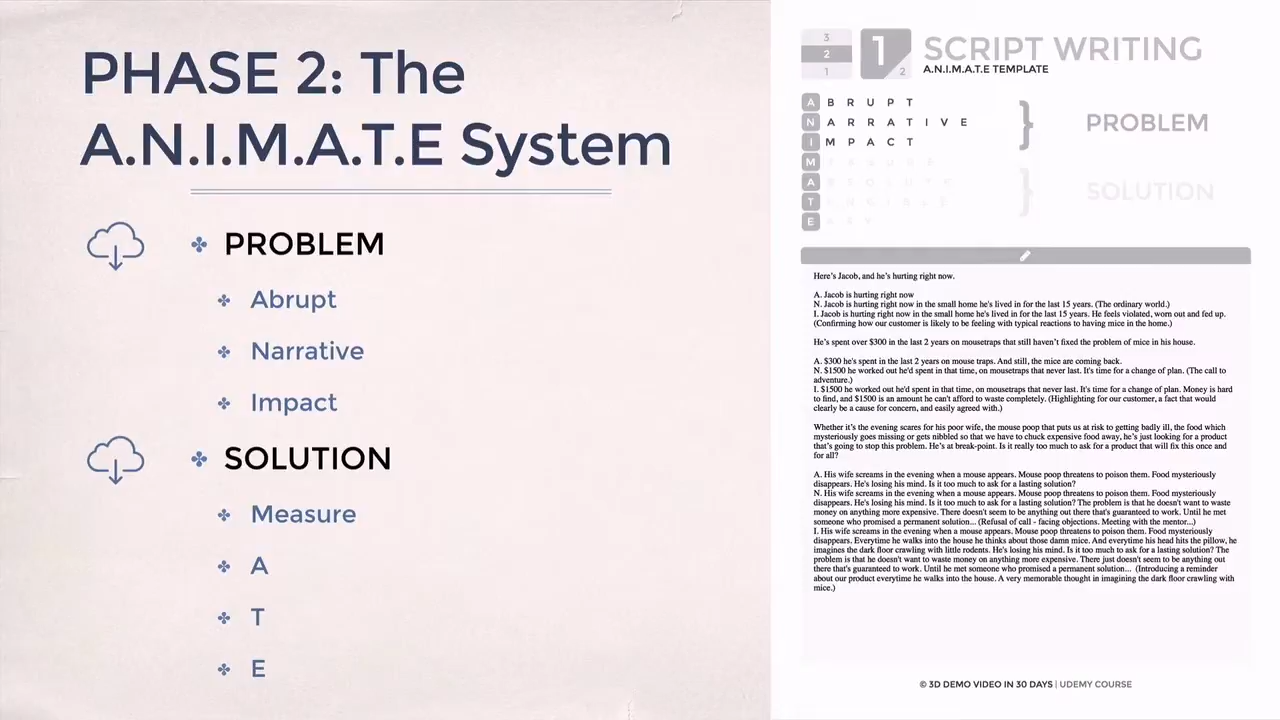 PHASE 2: The
A.N.I.M.A.T.E System
PROBLEM
Abrupt
Narrative
Impact
SOLUTION
Measure
A
T
E
3
2
1
1
2
SCRIPT WRITING
A.N.I.M.A.T.E TEMPLATE
ABRUPT
NARRATIVE
IMPACT
MEASURE
ABSOLUTE
TANGIBLE
EASY
PROBLEM
SOLUTION
Here's Jacob, and he's hurting right now.
A. Jacob is hurting right now
N. Jacob is hurting right now in the small home he's lived in for the last 15 years. (The ordinary world.)
I. Jacob is hurting right now in the small home he's lived in for the last 15 years. He feels violated, worn out and fed up.
(Confirming how our customer is likely to be feeling with typical reactions to having mice in the home.)
He's spent over $300 in the last 2 years on mousetraps that still haven't fixed the problem of mice in his house.
A. $300 he's spent in the last 2 years on mouse traps. And still, the mice are coming back.
N. $1500 he worked out he'd spent in that time, on mousetraps that never last. It's time for a change of plan. (The call to
adventure.)
I. $1500 he worked out he'd spent in that time, on mousetraps that never last. It's time for a change of plan. Money is hard
to find, and $1500 is an amount he can't afford to waste completely. (Highlighting for our customer, a fact that would
clearly be a cause for concern, and easily agreed with.)
Whether it's the evening scares for his poor wife, the mouse poop that puts us at risk to getting badly ill, the food which
mysteriously goes missing or gets nibbled so that we have to chuck expensive food away, he's just looking for a product
that's going to stop this problem. He's at break-point. Is it really too much to ask for a product that will fix this once and
for all?
A. His wife screams in the evening when a mouse appears. Mouse poop threatens to poison them. Food mysteriously
disappears. He's losing his mind. Is it too much to ask for a lasting solution?
N. His wife screams in the evening when a mouse appears. Mouse poop threatens to poison them. Food mysteriously
disappears. He's losing his mind. Is it too much to ask for a lasting solution? The problem is that he doesn't want to waste
money on anything more expensive. There doesn't seem to be anything out there that's guaranteed to work. Until he met
someone who promised a permanent solution... (Refusal of call - facing objections. Meeting with the mentor...)
I. His wife screams in the evening when a mouse appears. Mouse poop threatens to poison them. Food mysteriously
disappears. Everytime he walks into the house he thinks about those damn mice. And everytime his head hits the pillow, he
imagines the dark floor crawling with little rodents. He's losing his mind. Is it too much to ask for a lasting solution? The
problem is that he doesn't want to waste money on anything more expensive. There just doesn't seem to be anything out
there that's guaranteed to work. Until he met someone who promised a permanent solution... (Introducing a reminder
about our product everytime he walks into the house. A very memorable thought in imagining the dark floor crawling with
mice.)
© 3D DEMO VIDEO IN 30 DAYS | UDEMY COURSE